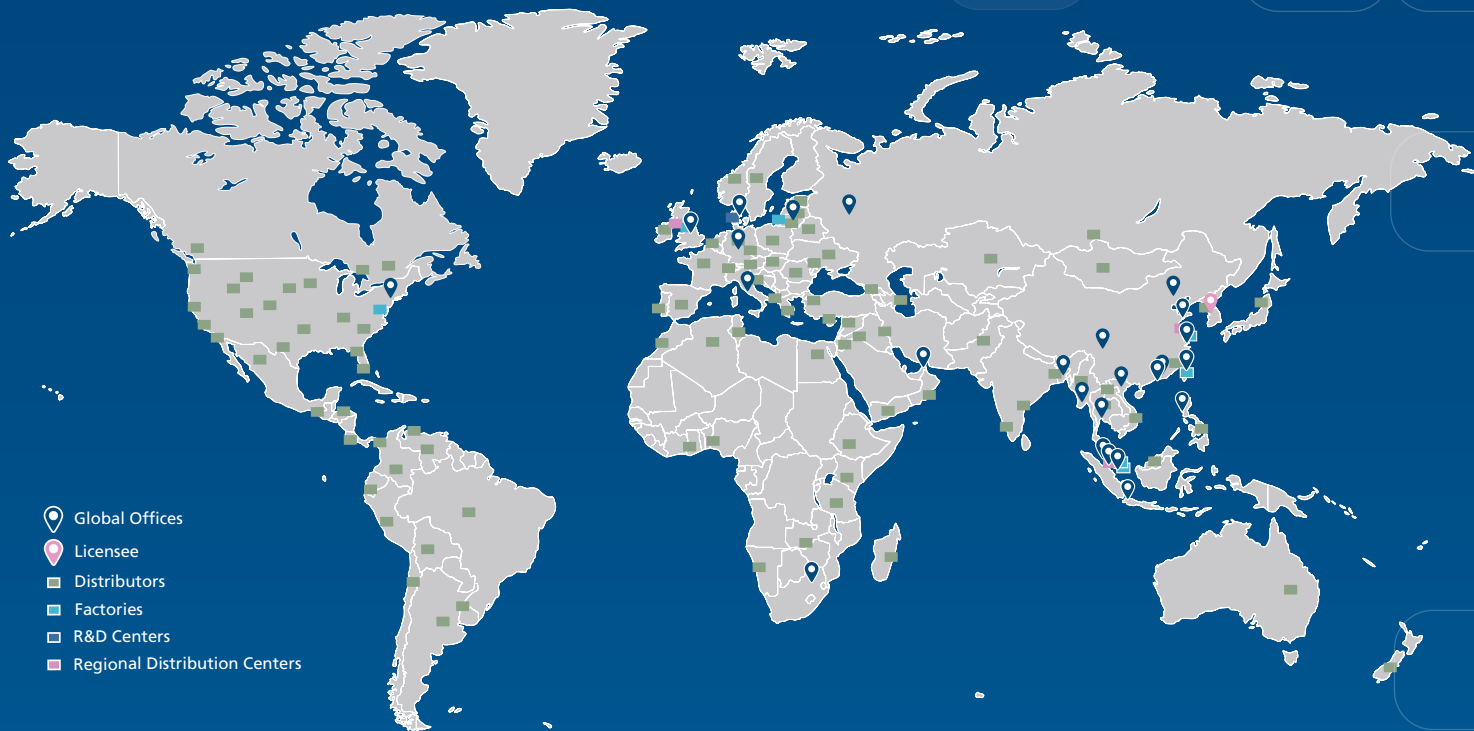 Global Offices
Licensee
Distributors
Factories
R&D Centers
Regional Distribution Centers